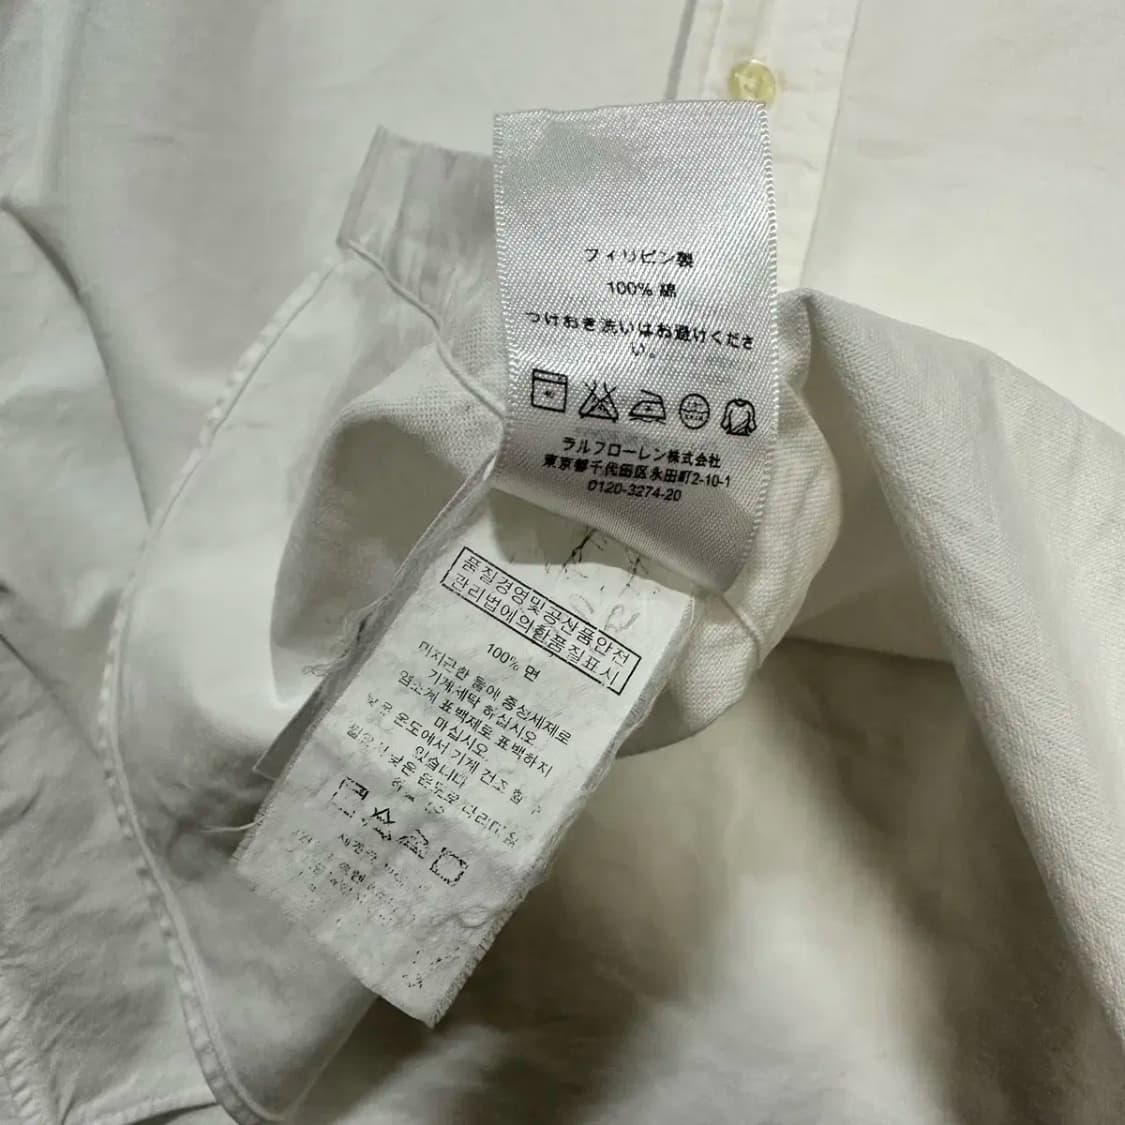 フィリピン製
100% 綿
つけおき洗いはお避けくださ
い。
ラルフローレン株式会社
東京都千代田区永田町2-10-1
0120-3274-20
품질경영및공산품안전
관리법에의한품질표시
100% 면
미지근한 물에 중성세제로
기계세탁 하십시오
염소계 표백제로 표백하지
마십시오.
낮은 온도에서 기계 건조 할 수
있습니다
낮은 온도로 다리미